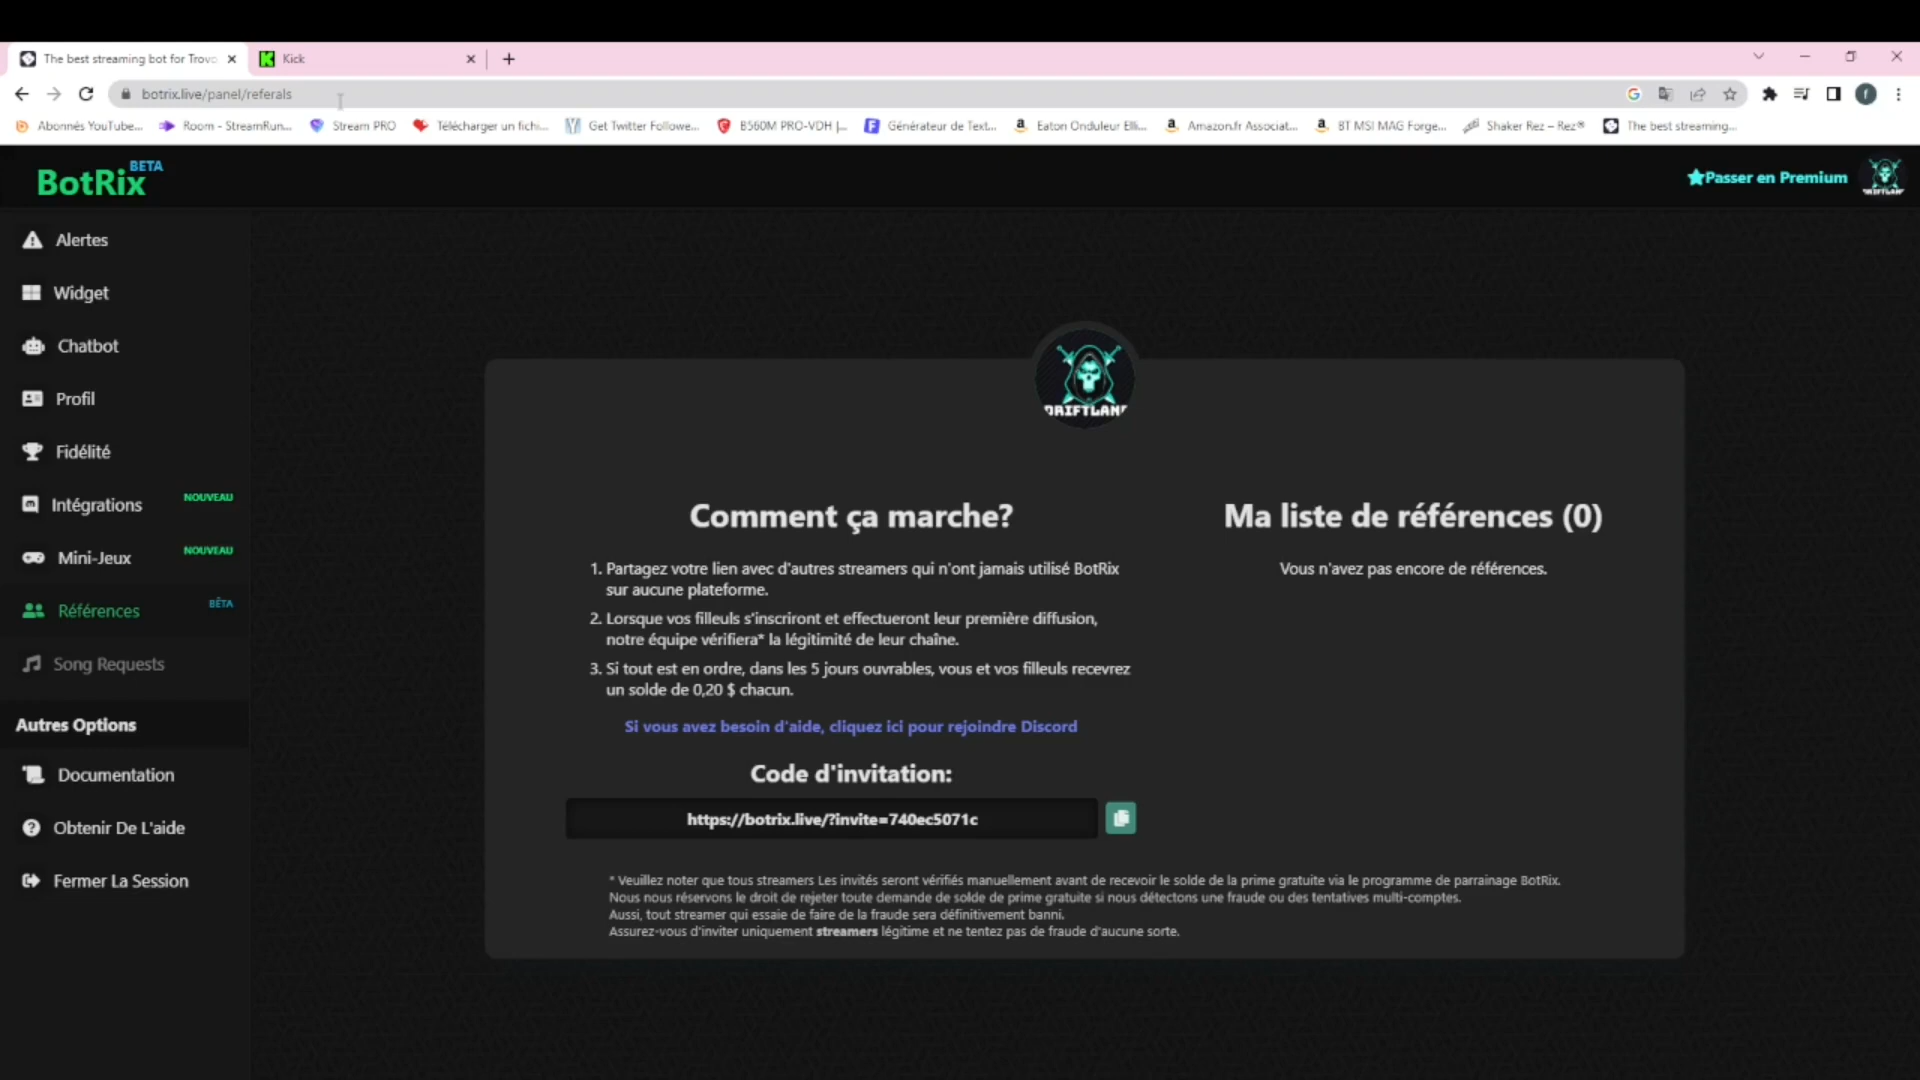 The best streaming bot for Trovo
Kick
botrix.live/panel/referals
Abonnés YouTube...
Room - StreamRun...
Stream PRO
Télécharger un fichi...
Get Twitter Followe...
B560M PRO-VDH |...
Générateur de Text...
Eaton Onduleur Elli...
Amazon.fr Associat...
BT MSI MAG Forge...
Shaker Rez – Rez®
The best streaming...
BotRix BETA
Passer en Premium
Alertes
Widget
Chatbot
Profil
Fidélité
Intégrations NOUVEAU
Mini-Jeux NOUVEAU
Références BÊTA
Song Requests
Autres Options
Documentation
Obtenir De L'aide
Fermer La Session
DRIFTLAND
Comment ça marche?
1. Partagez votre lien avec d'autres streamers qui n'ont jamais utilisé BotRix
sur aucune plateforme.
2. Lorsque vos filleuls s'inscriront et effectueront leur première diffusion,
notre équipe vérifiera* la légitimité de leur chaîne.
3. Si tout est en ordre, dans les 5 jours ouvrables, vous et vos filleuls recevrez
un solde de 0,20 $ chacun.
Si vous avez besoin d'aide, cliquez ici pour rejoindre Discord
Code d'invitation:
https://botrix.live/?invite=740ec5071c
Ma liste de références (0)
Vous n'avez pas encore de références.
* Veuillez noter que tous streamers Les invités seront vérifiés manuellement avant de recevoir le solde de la prime gratuite via le programme de parrainage BotRix.
Nous nous réservons le droit de rejeter toute demande de solde de prime gratuite si nous détectons une fraude ou des tentatives multi-comptes.
Aussi, tout streamer qui essaie de faire de la fraude sera définitivement banni.
Assurez-vous d'inviter uniquement streamers légitime et ne tentez pas de fraude d'aucune sorte.